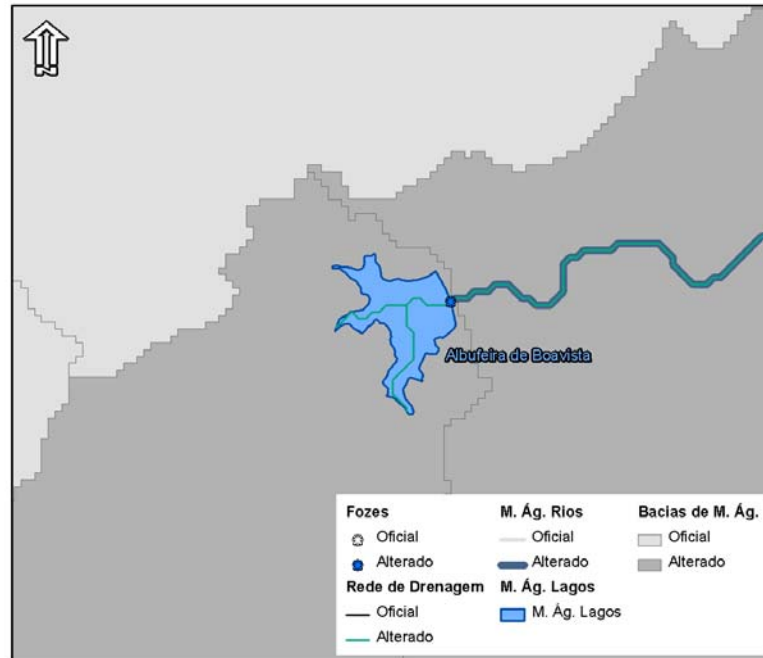 N
Albufeira de Boavista
Fozes
Oficial
Alterado
Rede de Drenagem
Oficial
Alterado
M. Ág. Rios
Oficial
Alterado
M. Ág. Lagos
M. Ág. Lagos
Bacias de M. Ág.
Oficial
Alterado